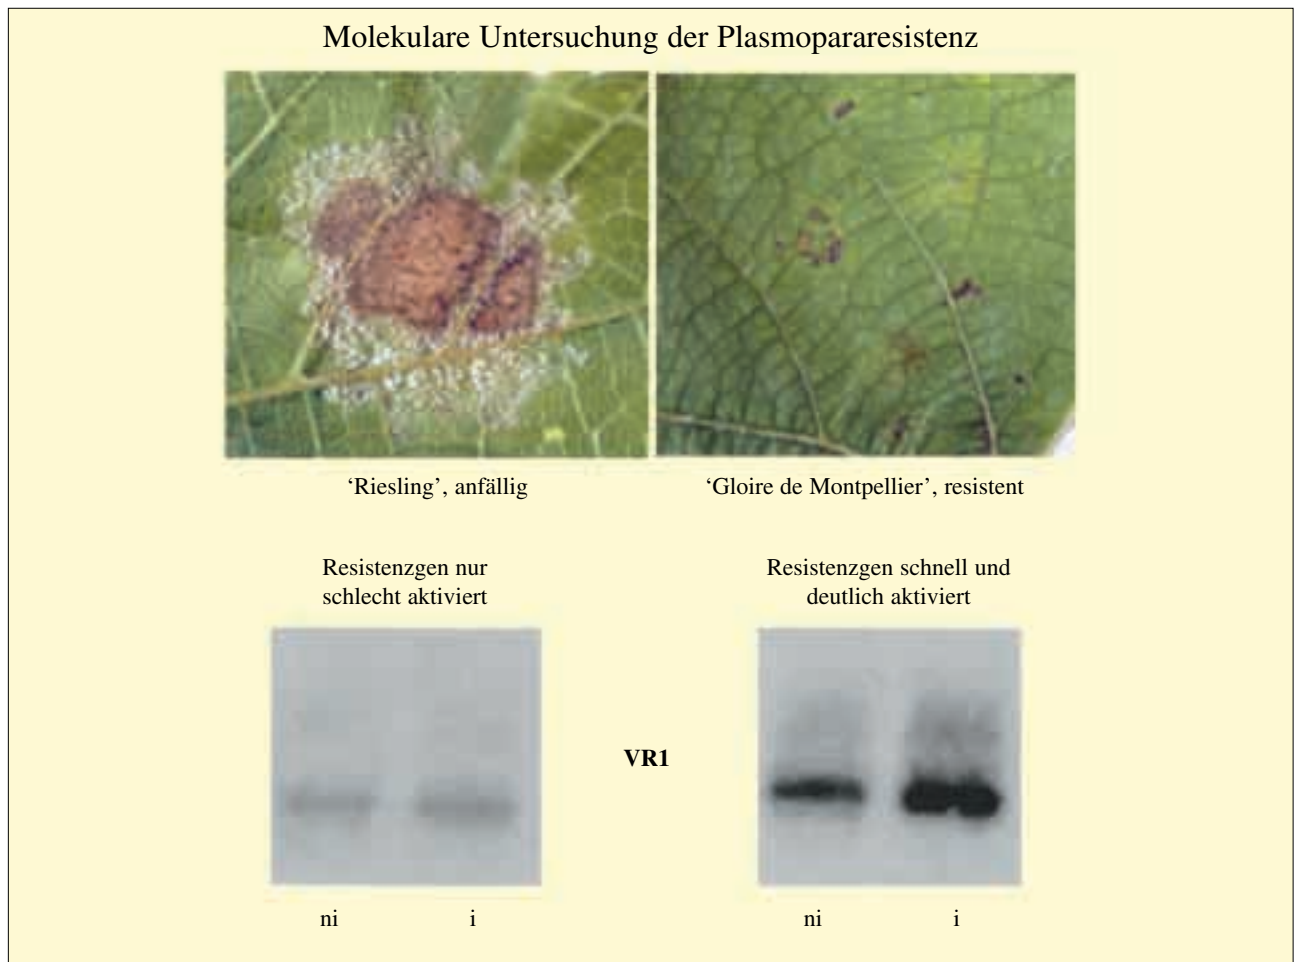 Molekulare Untersuchung der Plasmopararesistenz
‘Riesling’, anfällig
‘Gloire de Montpellier’, resistent
Resistenzgen nur
schlecht aktiviert
Resistenzgen schnell und
deutlich aktiviert
VR1
ni i
ni i